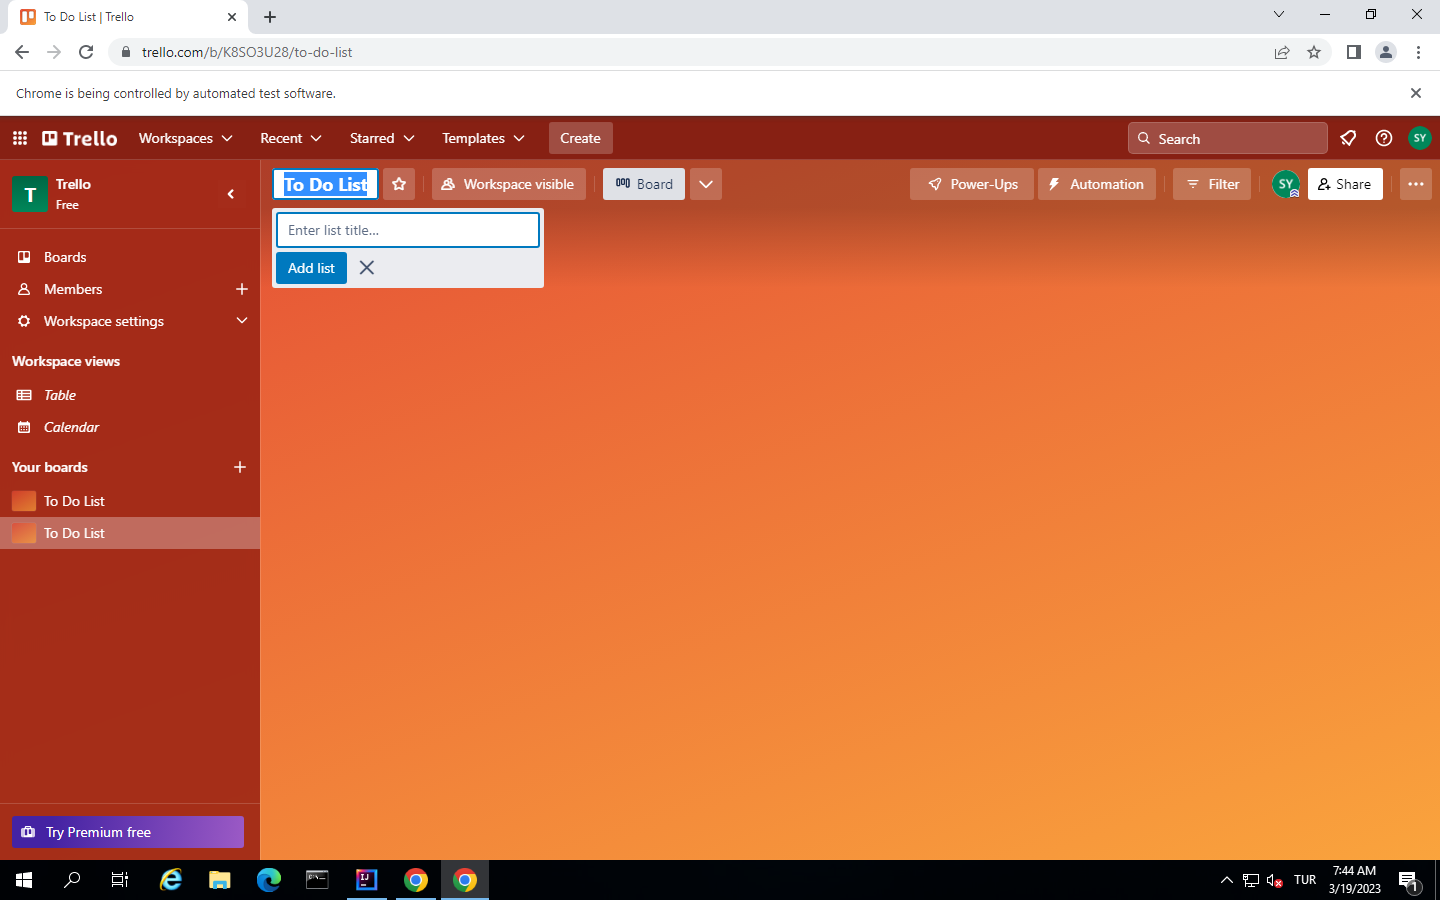 To Do List | Trello
trello.com/b/K8SO3U28/to-do-list
Chrome is being controlled by automated test software.
Trello
Workspaces
Recent
Starred
Templates
Create
Search
SY
T
Trello
Free
To Do List
Workspace visible
Board
Power-Ups
Automation
Filter
SY
Share
Enter list title…
Add list
Boards
Members
Workspace settings
Workspace views
Table
Calendar
Your boards
To Do List
To Do List
Try Premium free
TUR
7:44 AM
3/19/2023
1